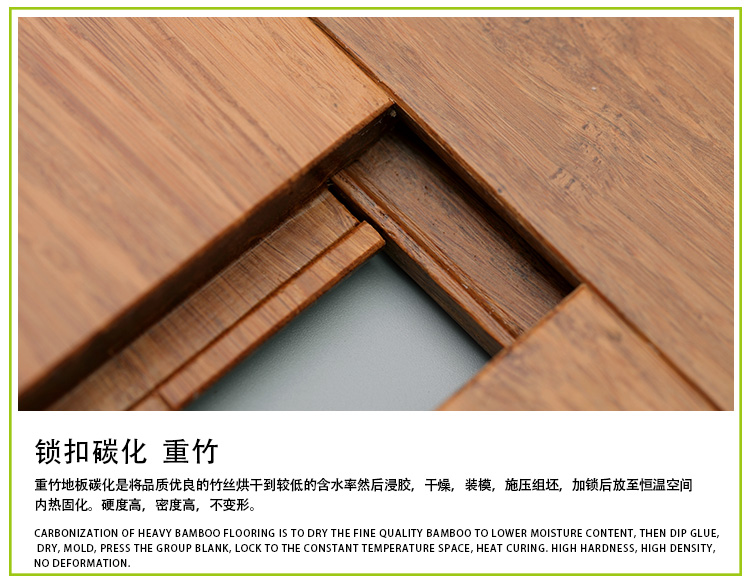 锁扣碳化 重竹
重竹地板碳化是将品质优良的竹丝烘干到较低的含水率然后浸胶，干燥，装模，施压组坯，加锁后放至恒温空间
内热固化。硬度高，密度高，不变形。
CARBONIZATION OF HEAVY BAMBOO FLOORING IS TO DRY THE FINE QUALITY BAMBOO TO LOWER MOISTURE CONTENT, THEN DIP GLUE,
DRY, MOLD, PRESS THE GROUP BLANK, LOCK TO THE CONSTANT TEMPERATURE SPACE, HEAT CURING. HIGH HARDNESS, HIGH DENSITY,
NO DEFORMATION.